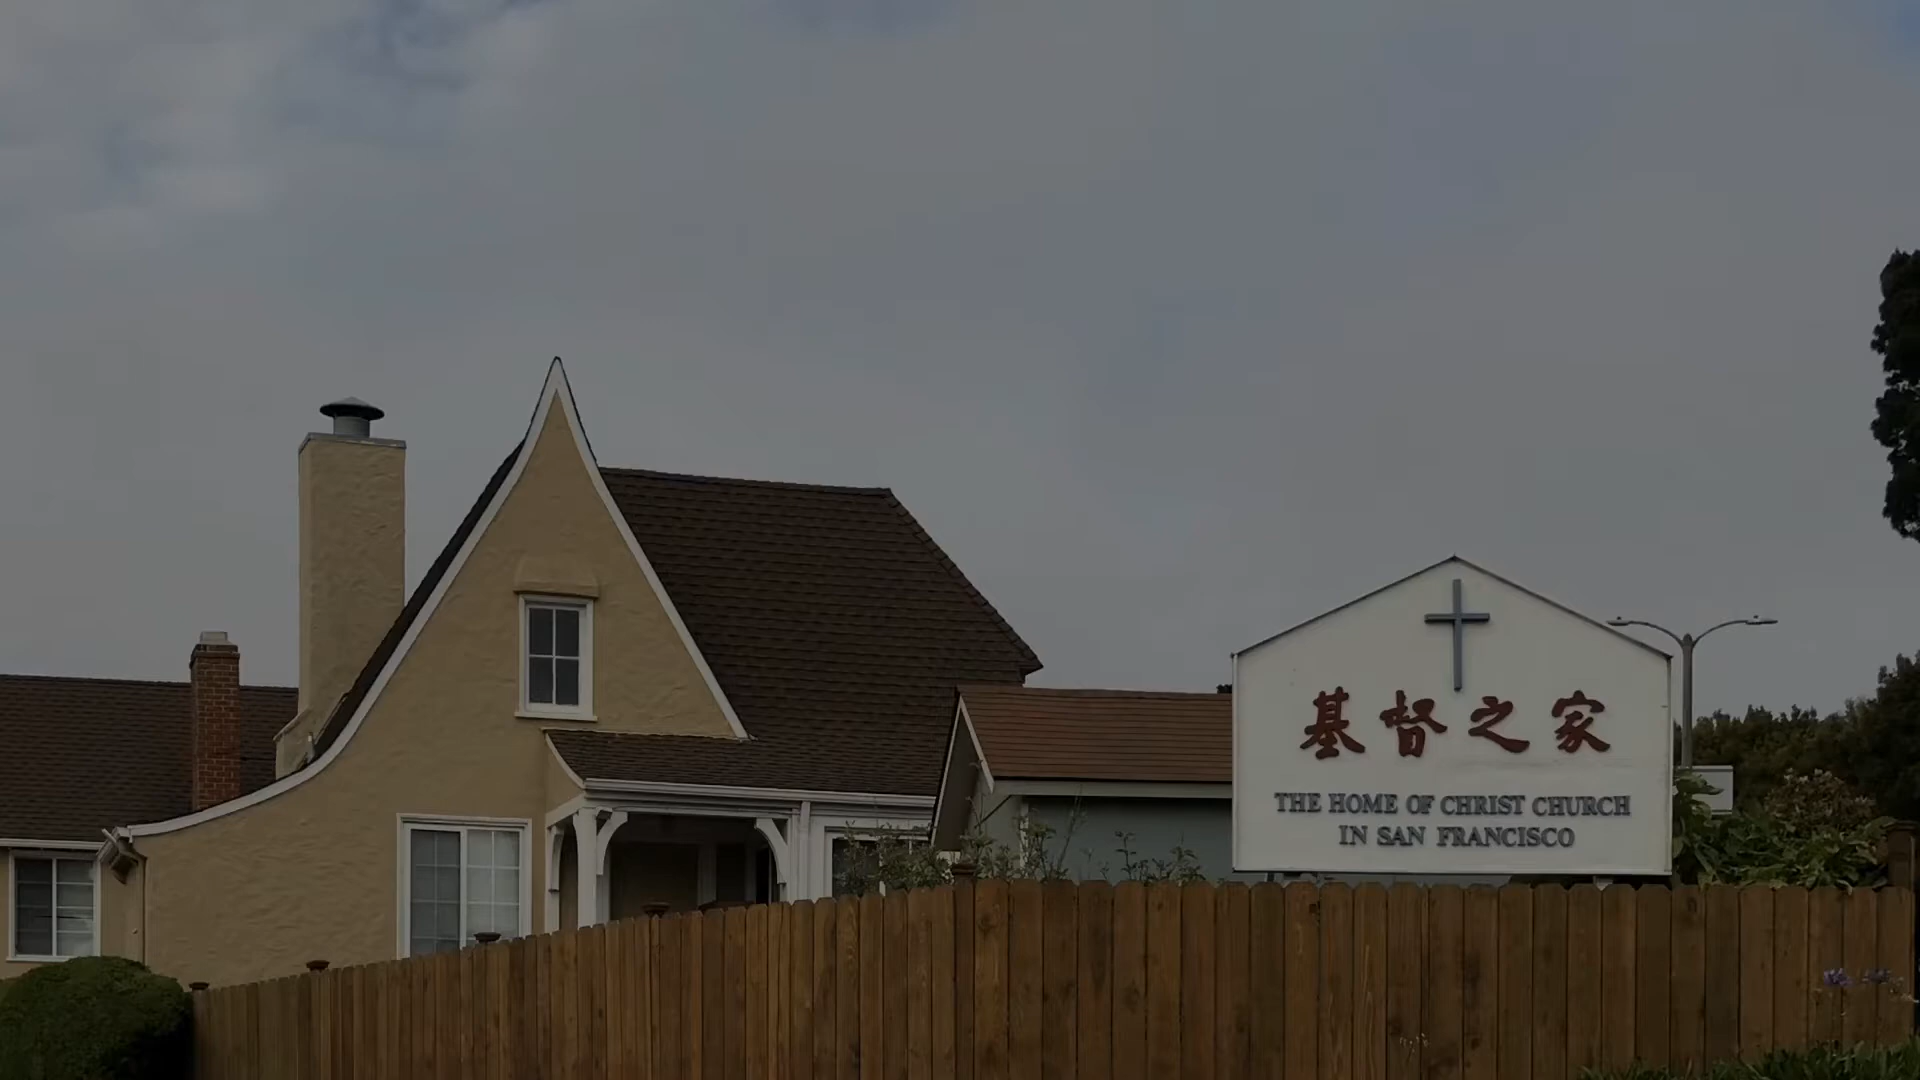 基督之家
THE HOME OF CHRIST CHURCH
IN SAN FRANCISCO